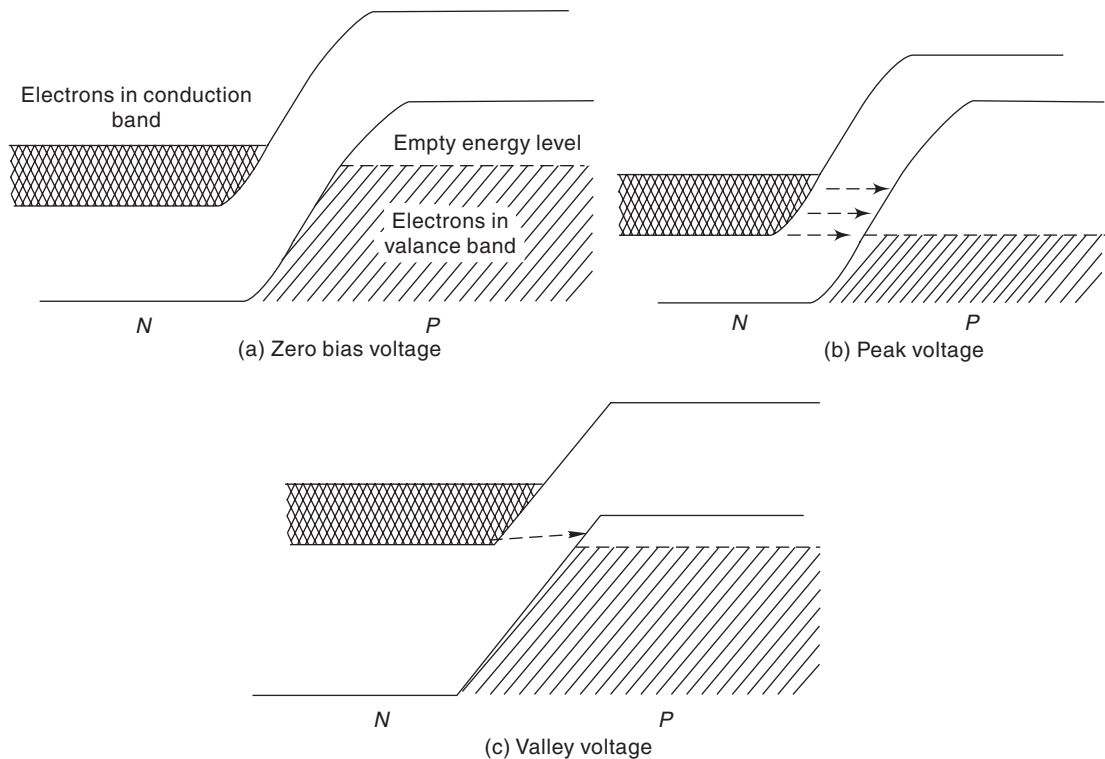 Electrons in conduction
band
Empty energy level
Electrons in
valance band
N
P
(a) Zero bias voltage
N
P
(b) Peak voltage
N
P
(c) Valley voltage